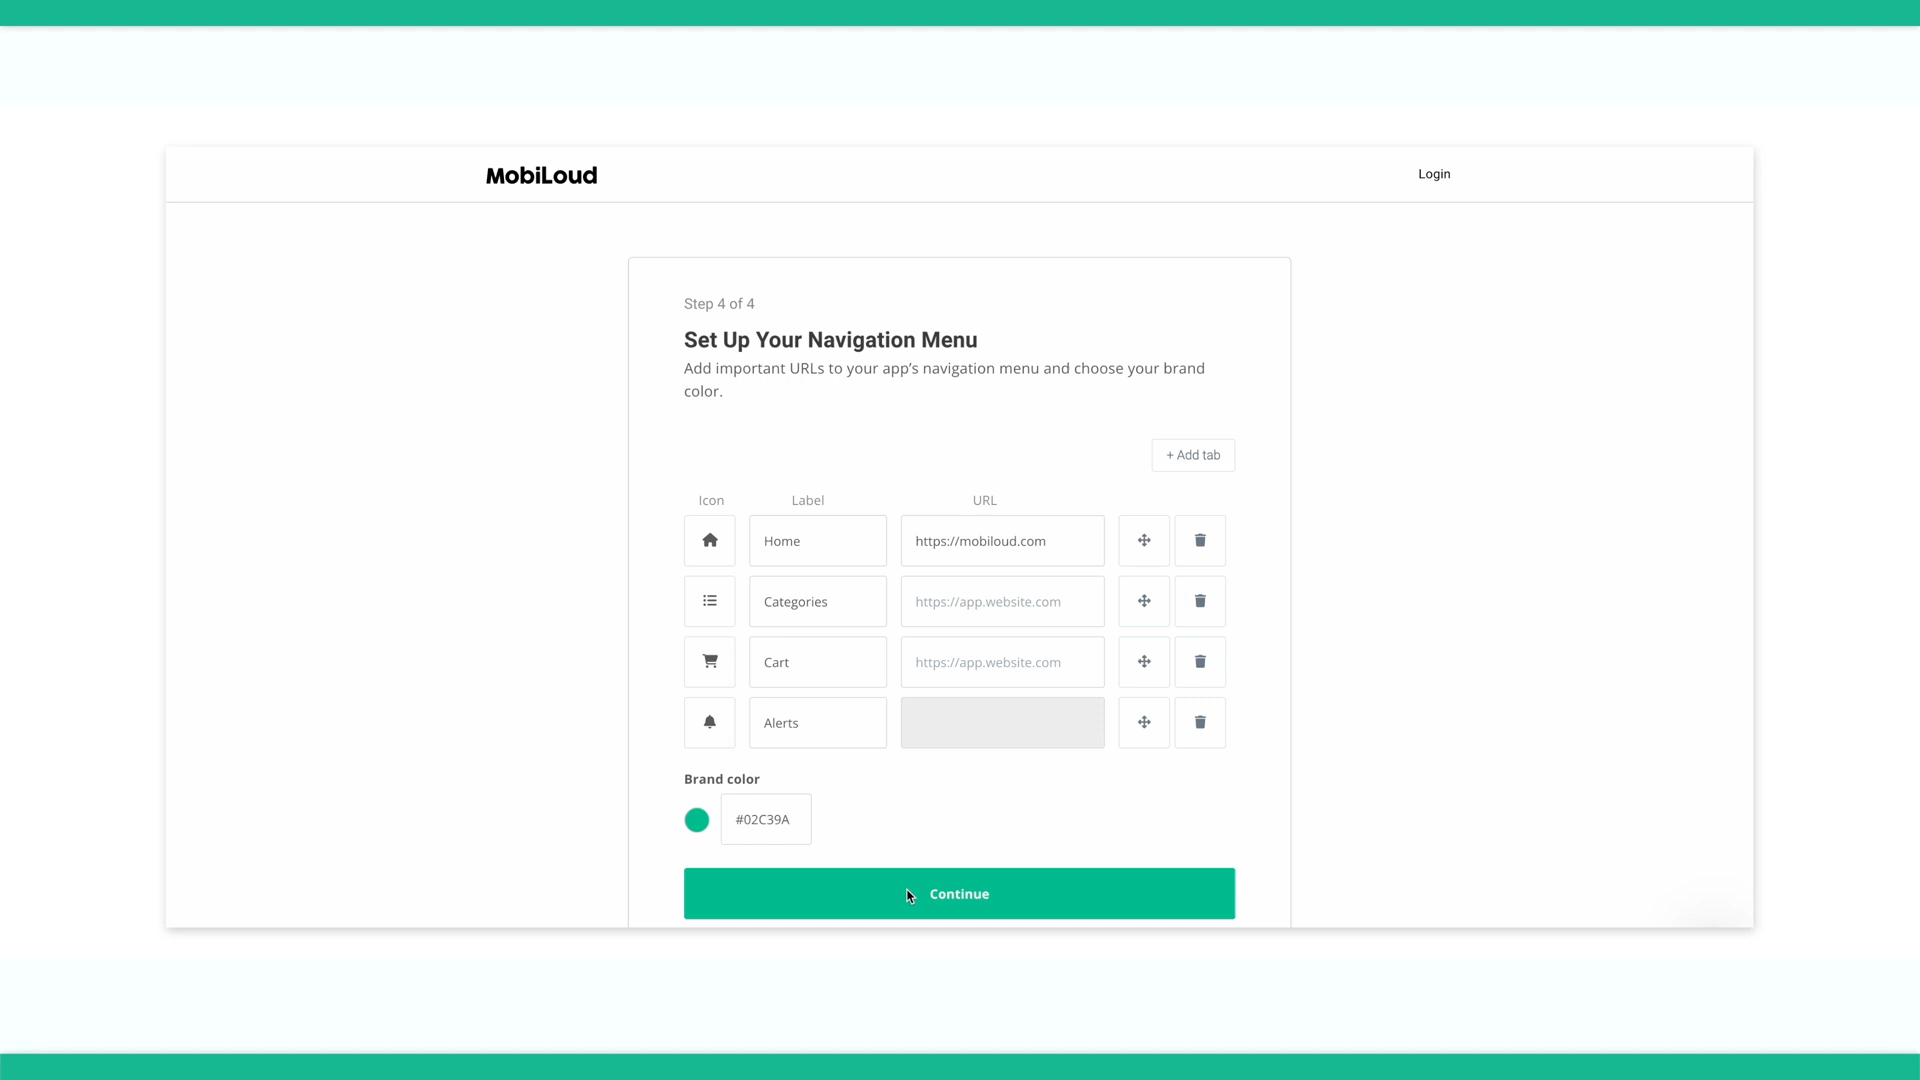 MobiLoud
Login
Step 4 of 4
Set Up Your Navigation Menu
Add important URLs to your app’s navigation menu and choose your brand
color.
+ Add tab
Icon Label URL
Home https://mobiloud.com
Categories https://app.website.com
Cart https://app.website.com
Alerts
Brand color
#02C39A
Continue